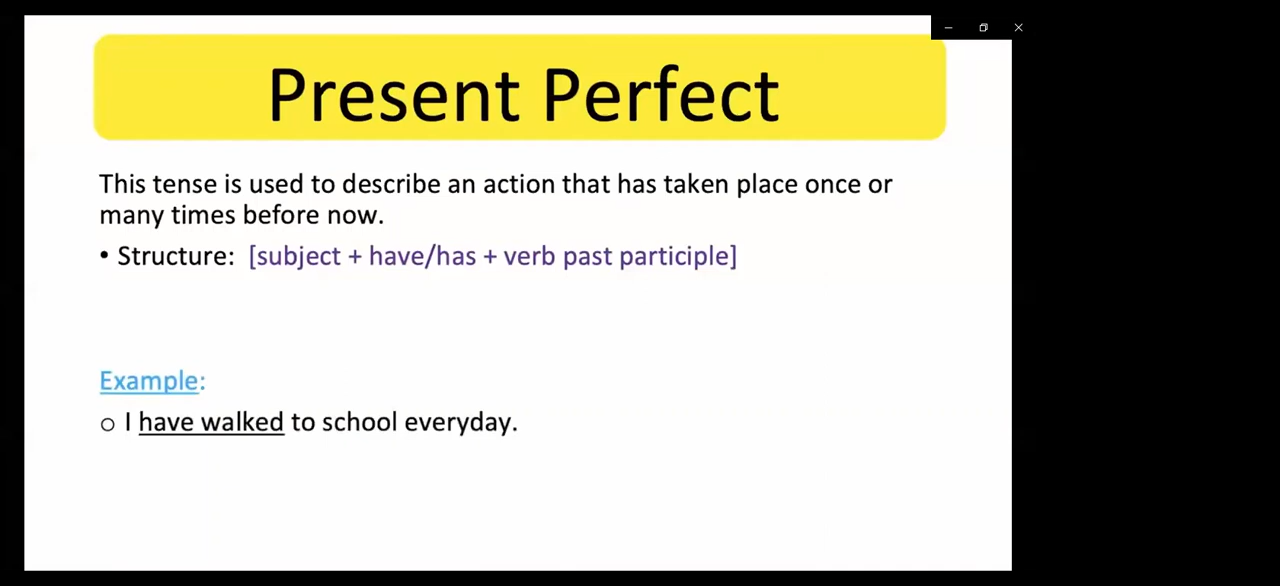 Present Perfect
This tense is used to describe an action that has taken place once or
many times before now.
• Structure: [subject + have/has + verb past participle]
Example:
o I have walked to school everyday.